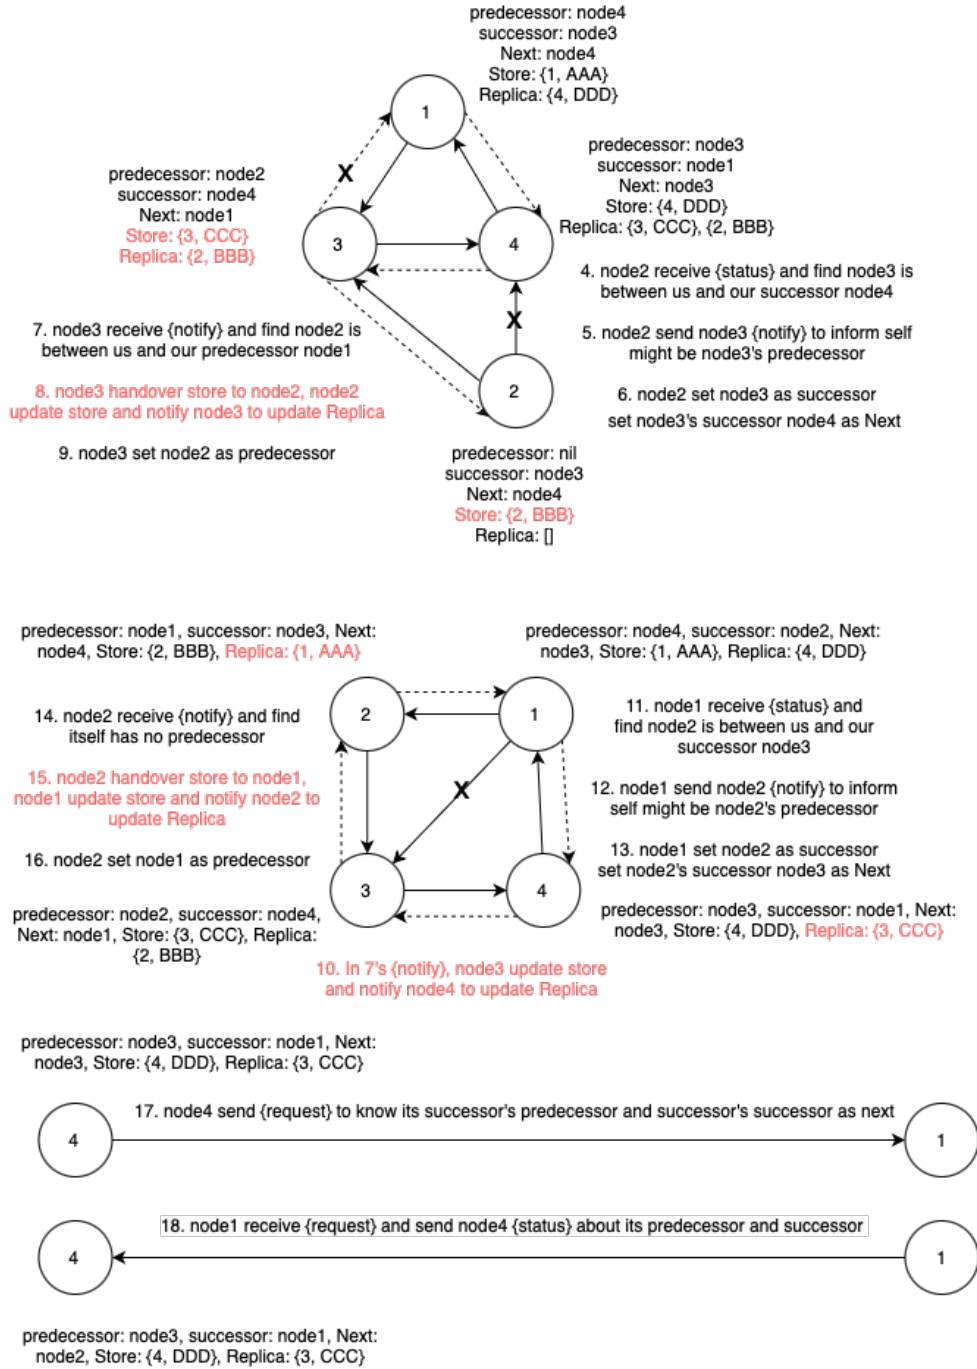 predecessor: node4
successor: node3
Next: node4
Store: {1, AAA}
Replica: {4, DDD}
1
predecessor: node3
successor: node1
Next: node3
Store: {4, DDD}
Replica: {3, CCC}, {2, BBB}
predecessor: node2
successor: node4
Next: node1
Store: {3, CCC}
Replica: {2, BBB}
X
3
4
4. node2 receive {status} and find node3 is
between us and our successor node4
X
5. node2 send node3 {notify} to inform self
might be node3's predecessor
7. node3 receive {notify} and find node2 is
between us and our predecessor node1
2
6. node2 set node3 as successor
set node3's successor node4 as Next
8. node3 handover store to node2, node2
update store and notify node3 to update Replica
9. node3 set node2 as predecessor
predecessor: nil
successor: node3
Next: node4
Store: {2, BBB}
Replica: []
predecessor: node1, successor: node3, Next:
node4, Store: {2, BBB}, Replica: {1, AAA}
predecessor: node4, successor: node2, Next:
node3, Store: {1, AAA}, Replica: {4, DDD}
2
1
14. node2 receive {notify} and find
itself has no predecessor
11. node1 receive {status} and
find node2 is between us and our
successor node3
15. node2 handover store to node1,
node1 update store and notify node2 to
update Replica
X
12. node1 send node2 {notify} to inform
self might be node2's predecessor
16. node2 set node1 as predecessor
13. node1 set node2 as successor
set node2's successor node3 as Next
3
4
predecessor: node2, successor: node4,
Next: node1, Store: {3, CCC}, Replica:
{2, BBB}
predecessor: node3, successor: node1, Next:
node3, Store: {4, DDD}, Replica: {3, CCC}
10. In 7's {notify}, node3 update store
and notify node4 to update Replica
predecessor: node3, successor: node1, Next:
node3, Store: {4, DDD}, Replica: {3, CCC}
17. node4 send {request} to know its successor's predecessor and successor's successor as next
4
1
18. node1 receive {request} and send node4 {status} about its predecessor and successor
4
1
predecessor: node3, successor: node1, Next:
node2, Store: {4, DDD}, Replica: {3, CCC}